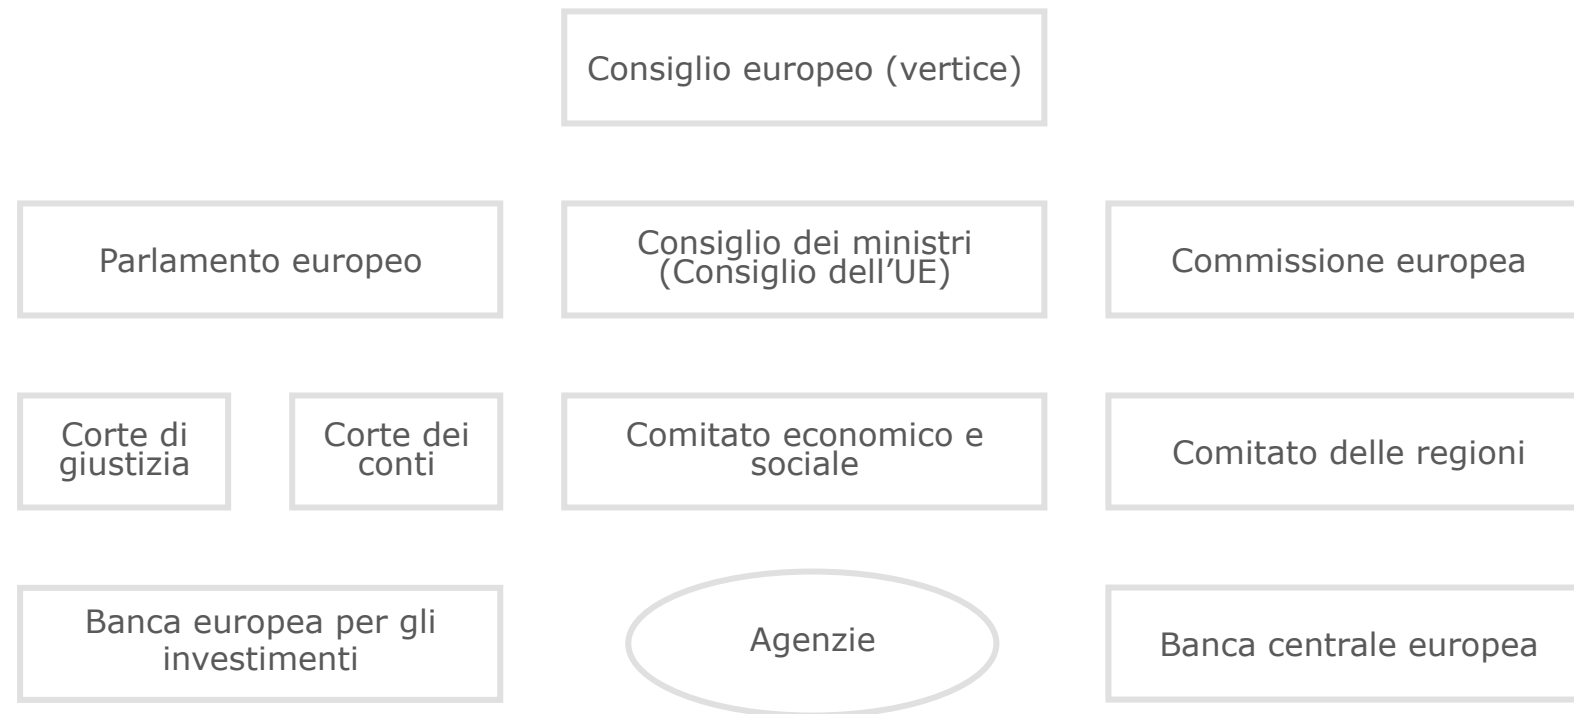 Consiglio europeo (vertice)
Parlamento europeo
Consiglio dei ministri
(Consiglio dell’UE)
Commissione europea
Corte di
giustizia
Corte dei
conti
Comitato economico e
sociale
Comitato delle regioni
Banca europea per gli
investimenti
Agenzie
Banca centrale europea